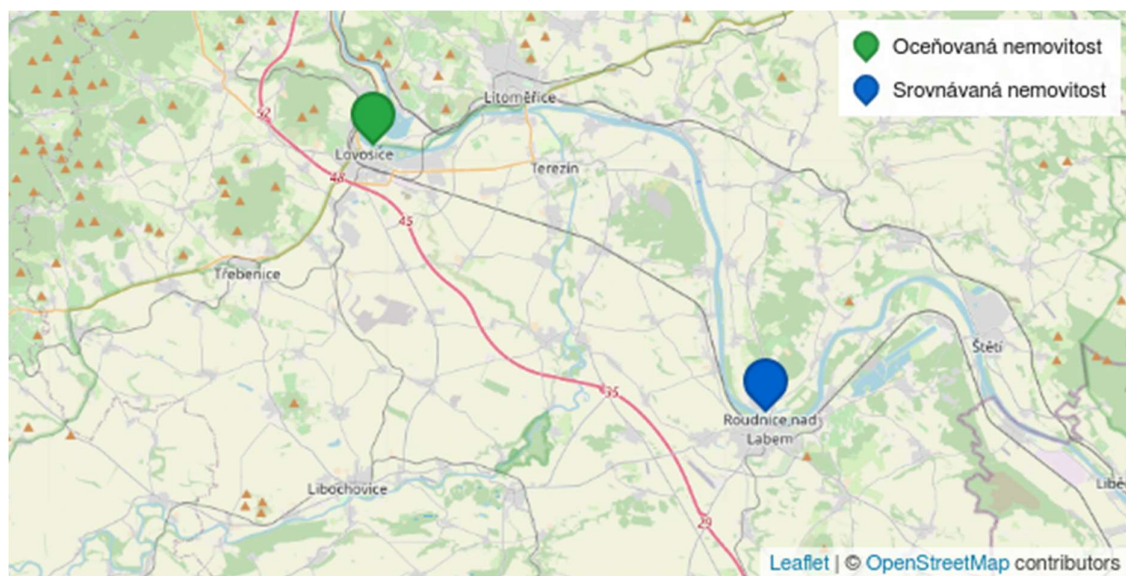 Oceňovaná nemovitost
Srovnávaná nemovitost
52
Litoměřice
Lovosice
Terezín
48
45
Třebenice
Štětí
35
Roudnice nad
Labem
Libochovice
Liběc
29
Leaflet | © OpenStreetMap contributors